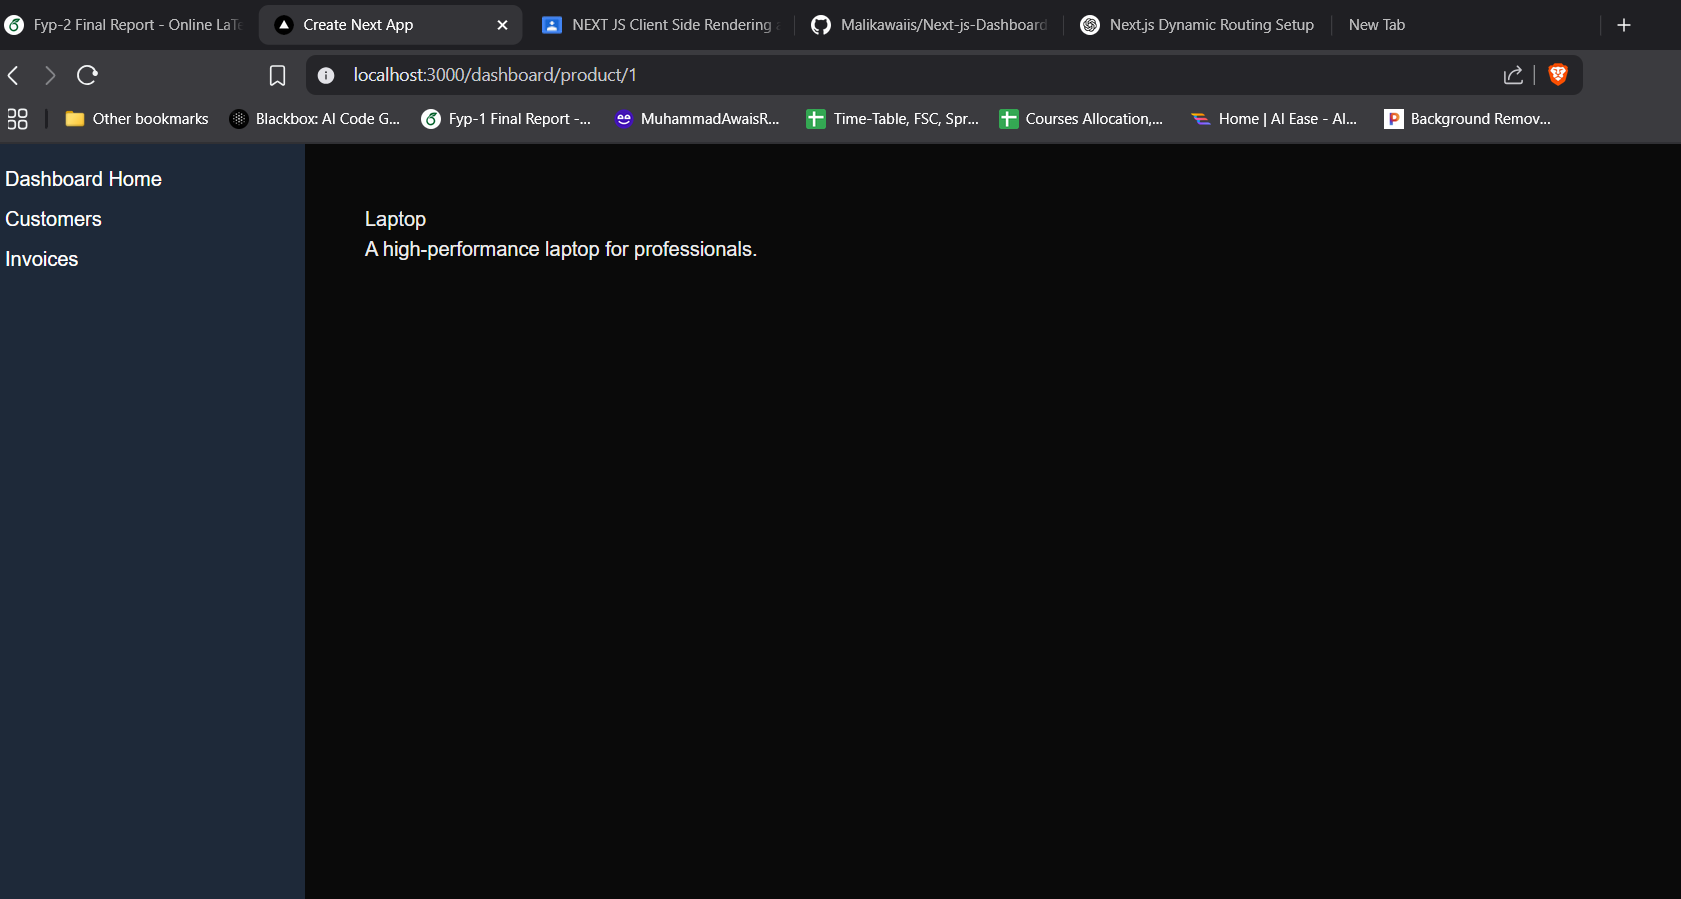 Fyp-2 Final Report - Online LaTe
Create Next App
NEXT JS Client Side Rendering a
Malikawaiis/Next-js-Dashboard
Next.js Dynamic Routing Setup
New Tab
localhost:3000/dashboard/product/1
Other bookmarks
Blackbox: AI Code G...
Fyp-1 Final Report -...
MuhammadAwaisR...
Time-Table, FSC, Spr...
Courses Allocation,...
Home | AI Ease - AI...
Background Remov...
Dashboard Home
Customers
Invoices
Laptop
A high-performance laptop for professionals.